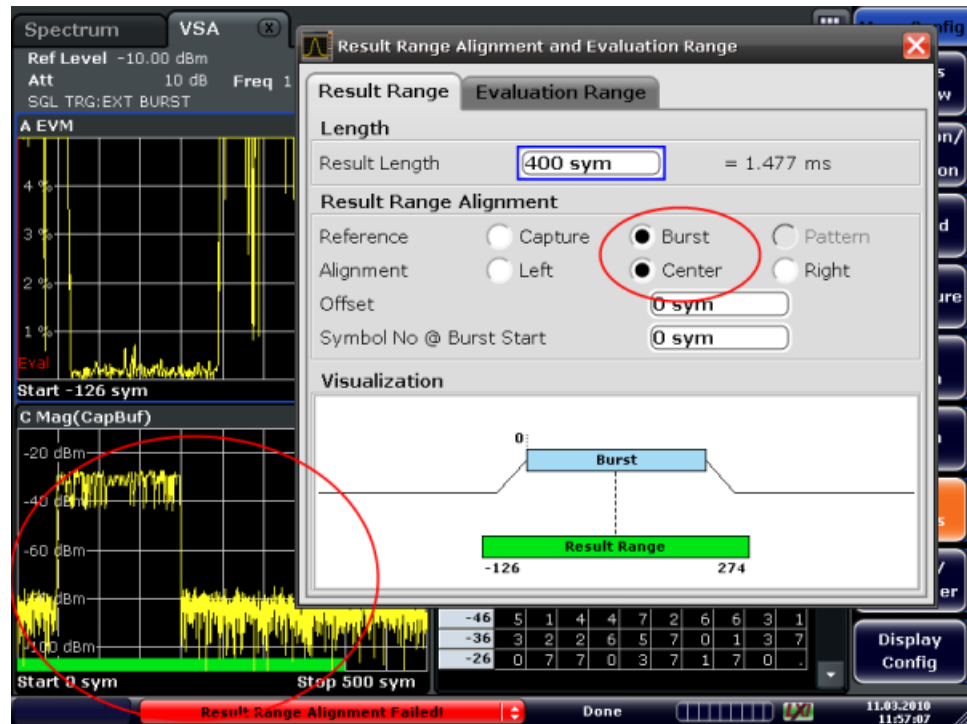 Spectrum VSA
Ref Level -10.00 dBm
Att 10 dB Freq 1
SGL TRG:EXT BURST
A EVM
4 %
3 %
2 %
1 %
Eval
Start -126 sym
C Mag(CapBuf)
-20 dBm
-40 dBm
-60 dBm
dBm
-100 dBm
Start 0 sym Stop 500 sym
Result Range Alignment and Evaluation Range
Result Range Evaluation Range
Length
Result Length 400 sym = 1.477 ms
Result Range Alignment
Reference Capture Burst Pattern
Alignment Left Center Right
Offset 0 sym
Symbol No @ Burst Start 0 sym
Visualization
0
Burst
Result Range
-126 274
-46 5 1 4 4 7 2 6 6 3 1
-36 3 2 2 6 5 7 0 1 3 7
-26 0 7 7 0 3 7 1 7 0 .
fig
s
w
on/
on
d
ure
s
/
er
Display
Config
Result Range Alignment Failed! Done LXI 11.03.2010
11:57:07